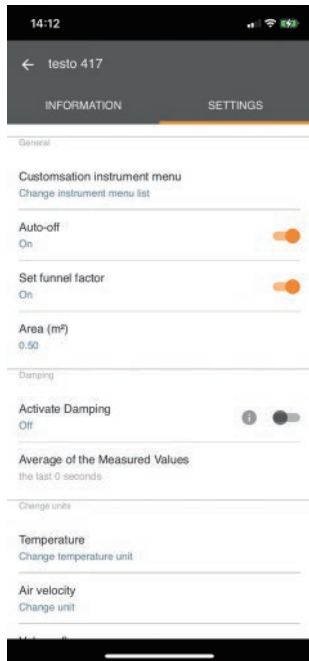 14:12
testo 417
INFORMATION
SETTINGS
General
Customsation instrument menu
Change instrument menu list
Auto-off
On
Set funnel factor
On
Area (m²)
0.50
Damping
Activate Damping
Off
Average of the Measured Values
the last 0 seconds
Change units
Temperature
Change temperature unit
Air velocity
Change unit